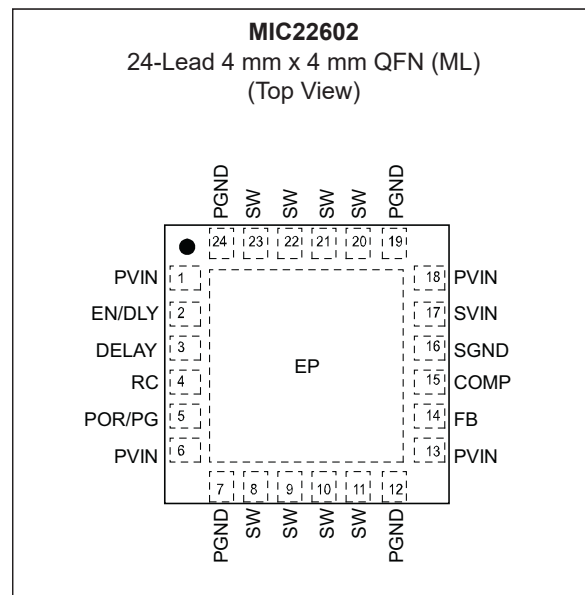 MIC22602
24-Lead 4 mm x 4 mm QFN (ML)
(Top View)
PGND SW SW SW SW PGND
24 23 22 21 20 19
PVIN 1 18 PVIN
EN/DLY 2 17 SVIN
DELAY 3 16 SGND
EP
RC 4 15 COMP
POR/PG 5 14 FB
PVIN 6 13 PVIN
7 8 9 10 11 12
PGND SW SW SW SW PGND